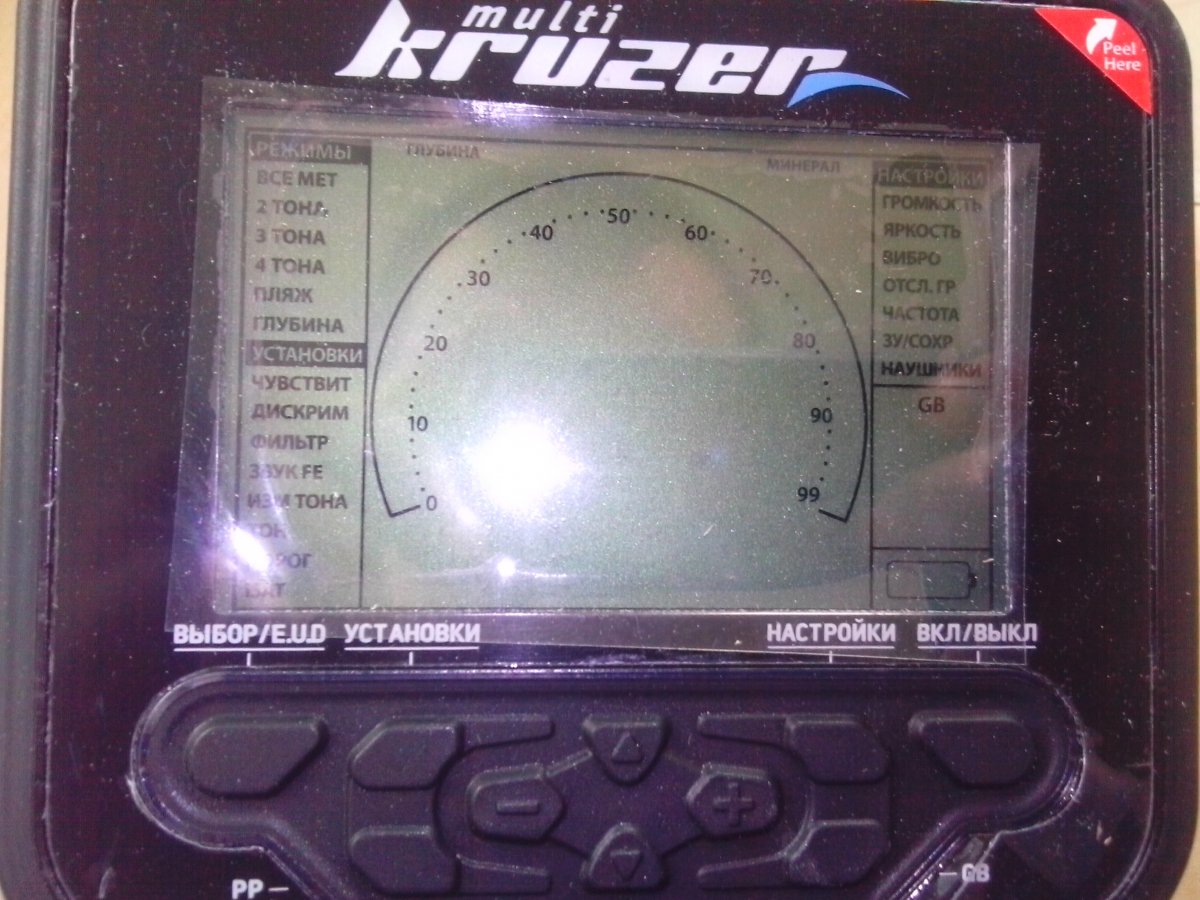 multi
kruzer
Peel
Here
РЕЖИМЫ
ВСЕ МЕТ
2 ТОНА
3 ТОНА
4 ТОНА
ПЛЯЖ
ГЛУБИНА
УСТАНОВКИ
ЧУВСТВИТ
ДИСКРИМ
ФИЛЬТР
ЗВУК FE
ИЗМ ТОНА
ТОН
ПОРОГ
ГЛУБИНА
МИНЕРАЛ
0
10
20
30
40
50
60
70
80
90
99
НАСТРОЙКИ
ГРОМКОСТЬ
ЯРКОСТЬ
ВИБРО
ОТСЛ. ГР
ЧАСТОТА
ЗУ/СОХР
НАУШНИКИ
GB
ВЫБОР/E.U.D
УСТАНОВКИ
НАСТРОЙКИ
ВКЛ/ВЫКЛ
−
+
PP
GB